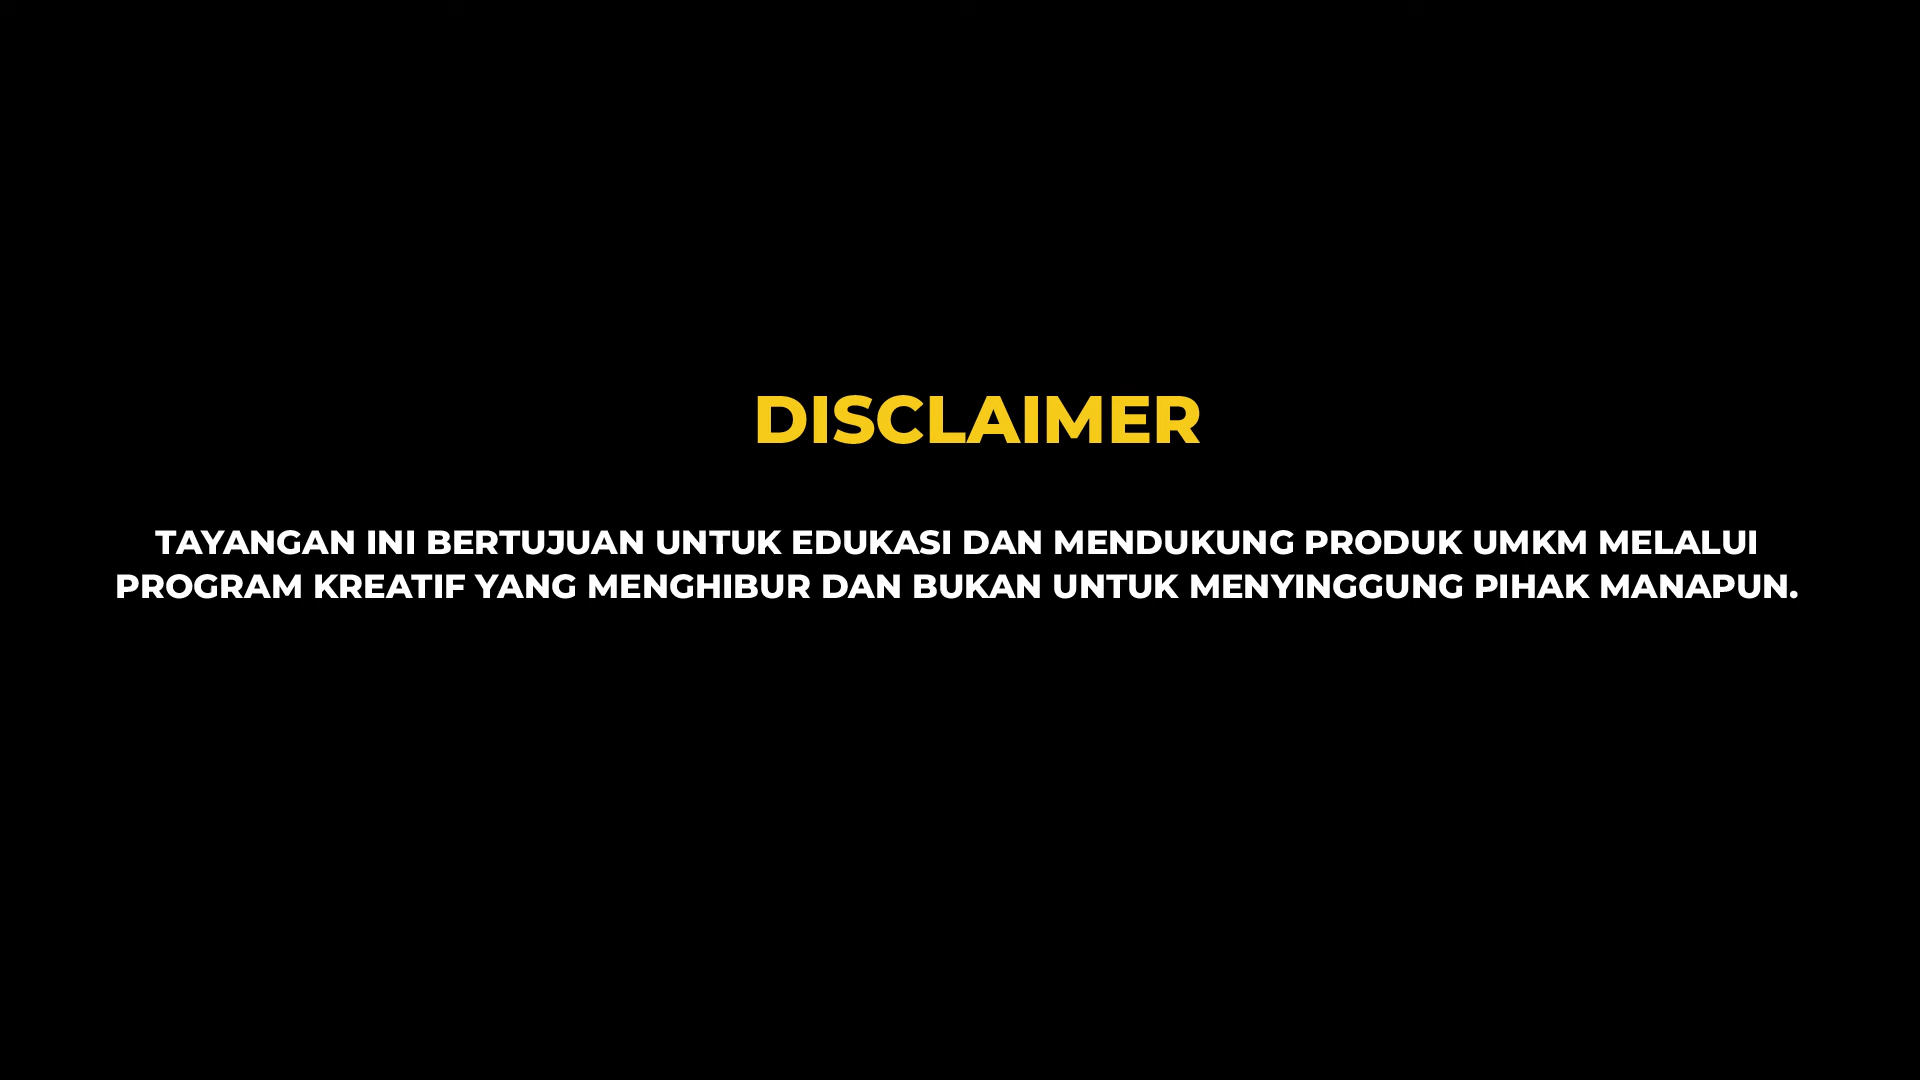 DISCLAIMER
TAYANGAN INI BERTUJUAN UNTUK EDUKASI DAN MENDUKUNG PRODUK UMKM MELALUI
PROGRAM KREATIF YANG MENGHIBUR DAN BUKAN UNTUK MENYINGGUNG PIHAK MANAPUN.